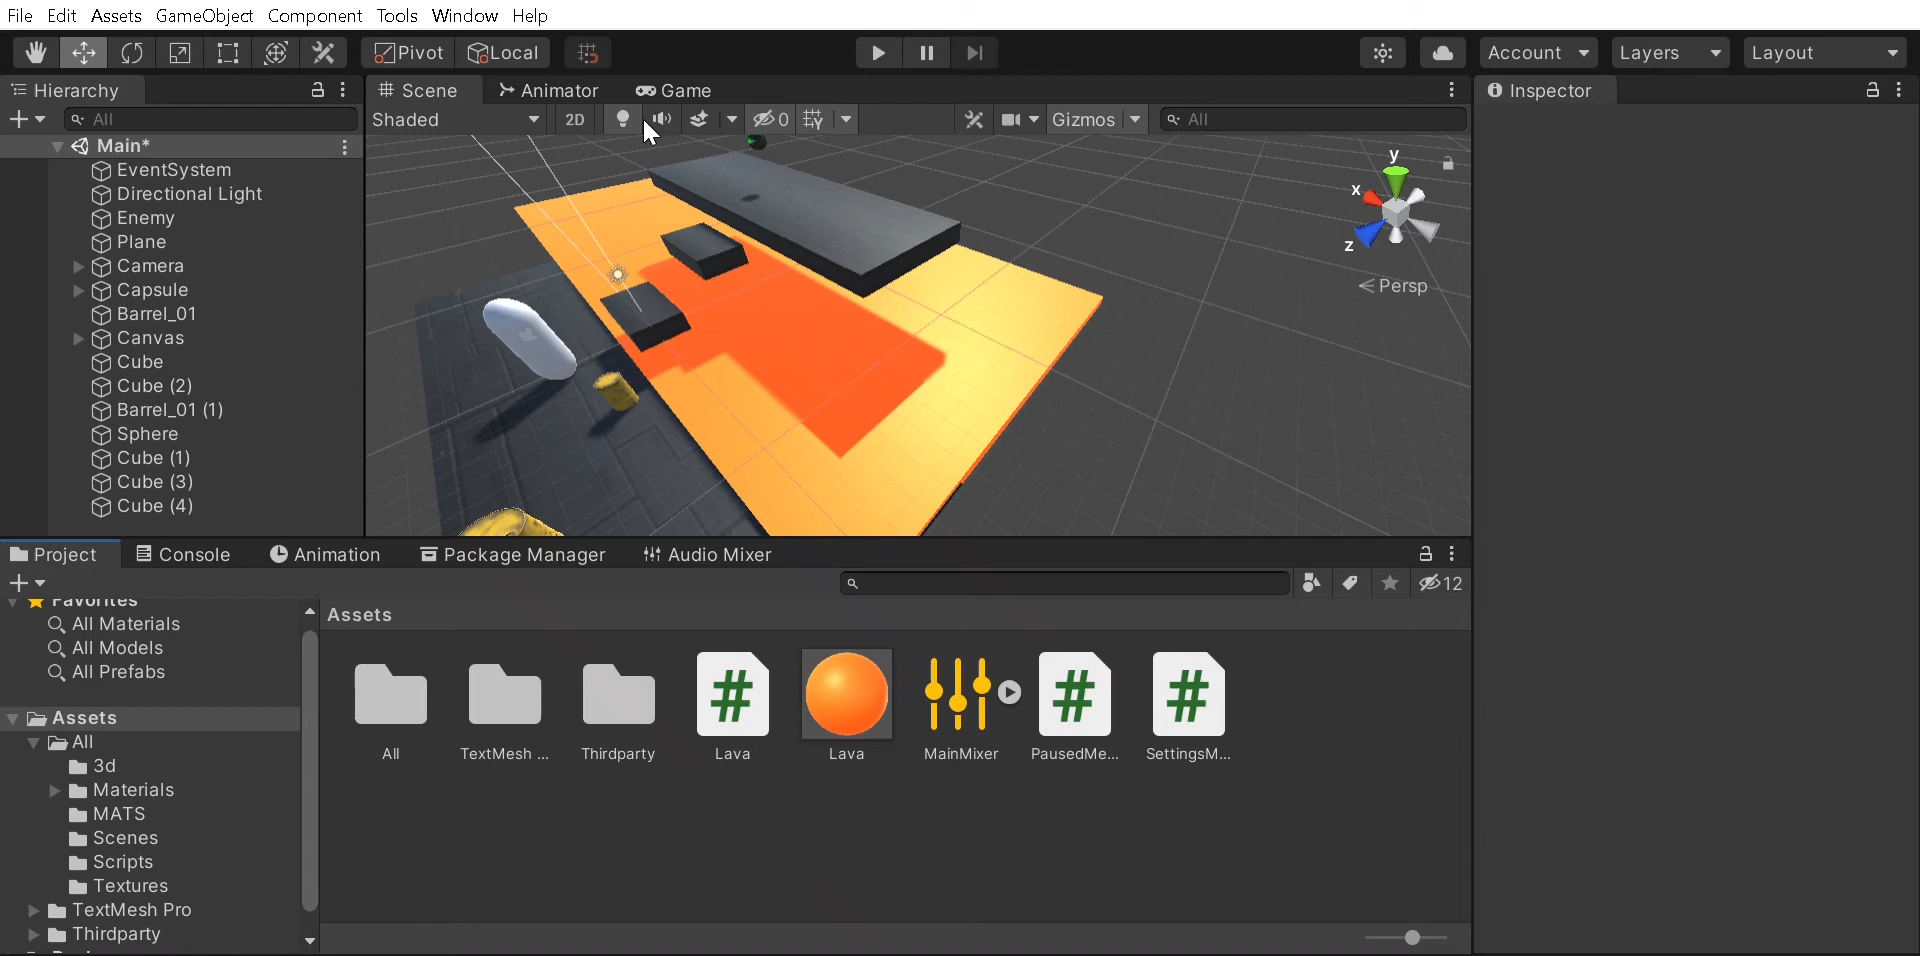 File Edit Assets GameObject Component Tools Window Help
Pivot Local Account Layers Layout
Hierarchy
All
Main*
EventSystem
Directional Light
Enemy
Plane
Camera
Capsule
Barrel_01
Canvas
Cube
Cube (2)
Barrel_01 (1)
Sphere
Cube (1)
Cube (3)
Cube (4)
Scene Animator Game
Shaded 2D 0 Gizmos All
y
x
z
Persp
Inspector
Project Console Animation Package Manager Audio Mixer
12
Favorites
All Materials
All Models
All Prefabs
Assets
All
3d
Materials
MATS
Scenes
Scripts
Textures
TextMesh Pro
Thirdparty
Assets
All TextMesh ... Thirdparty Lava Lava MainMixer PausedMe... SettingsM...